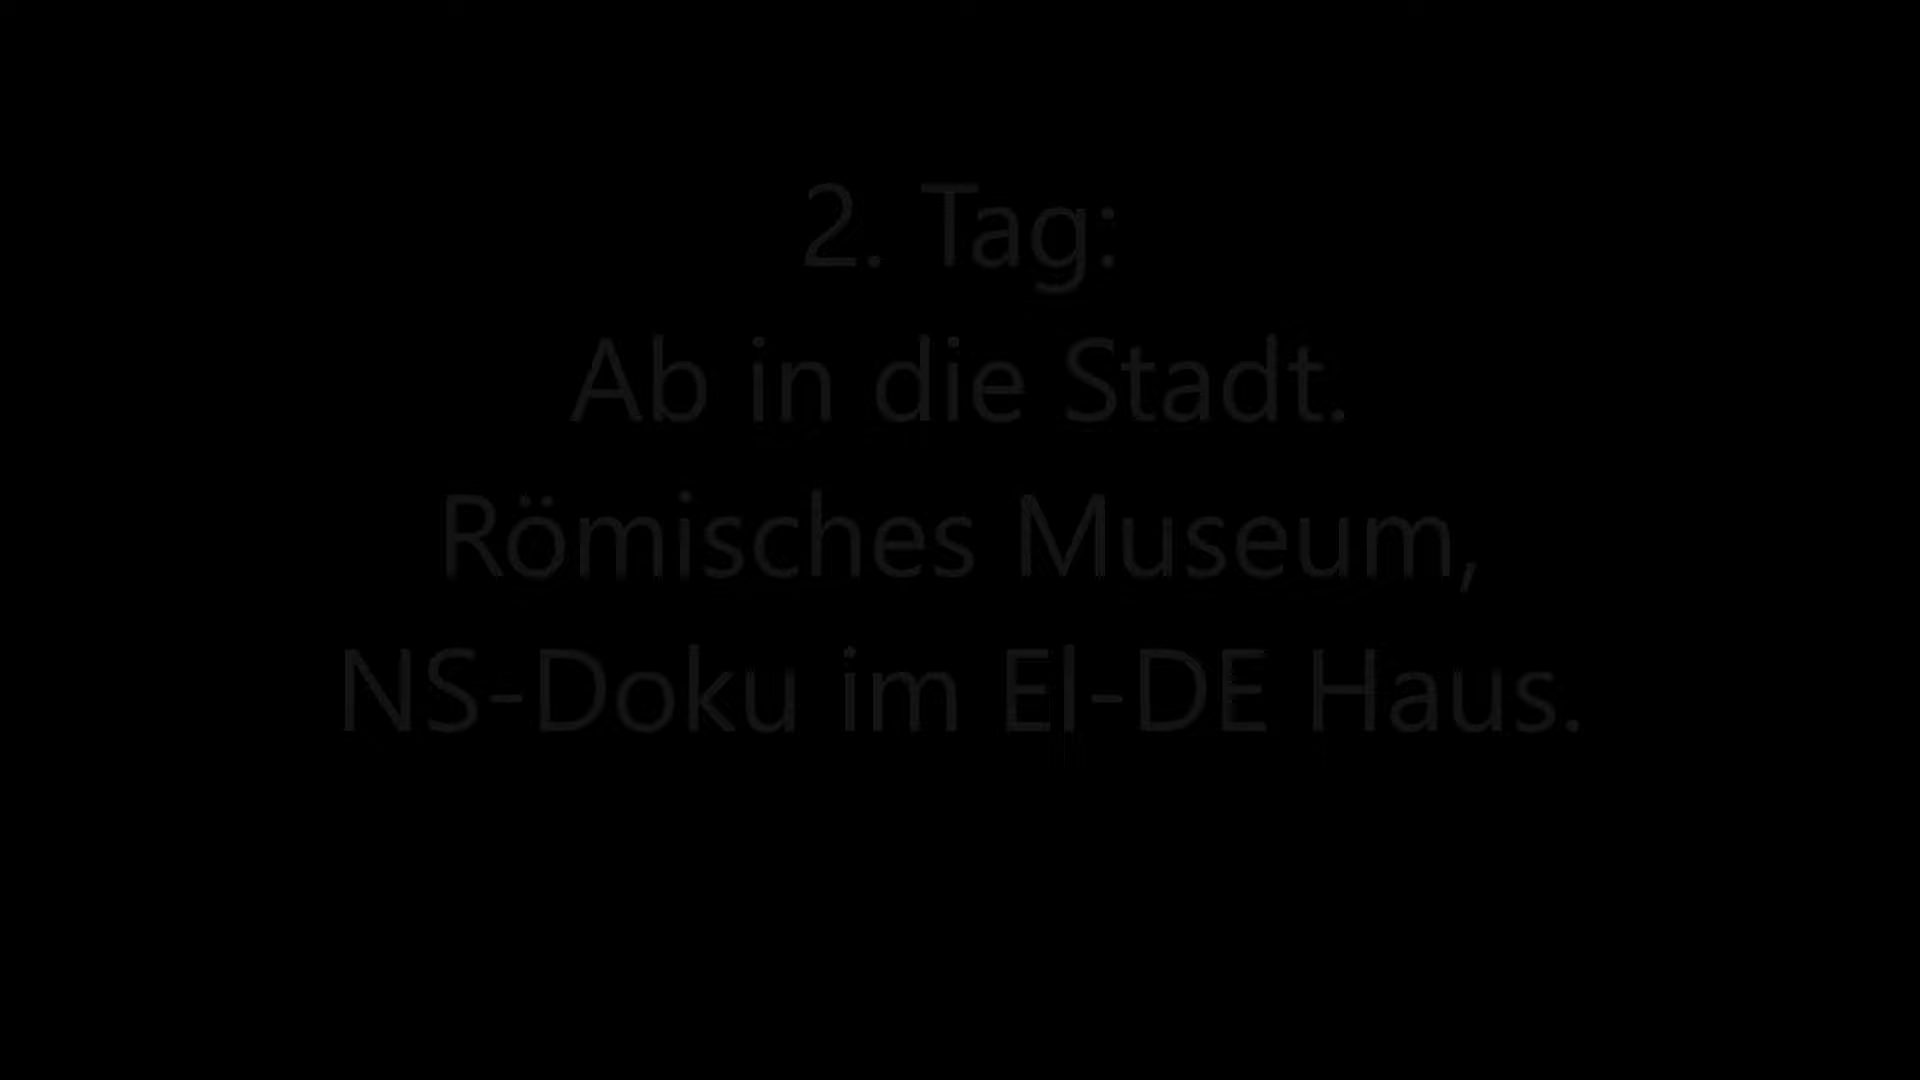 2. Tag:
Ab in die Stadt.
Römisches Museum,
NS-Doku im El-DE Haus.